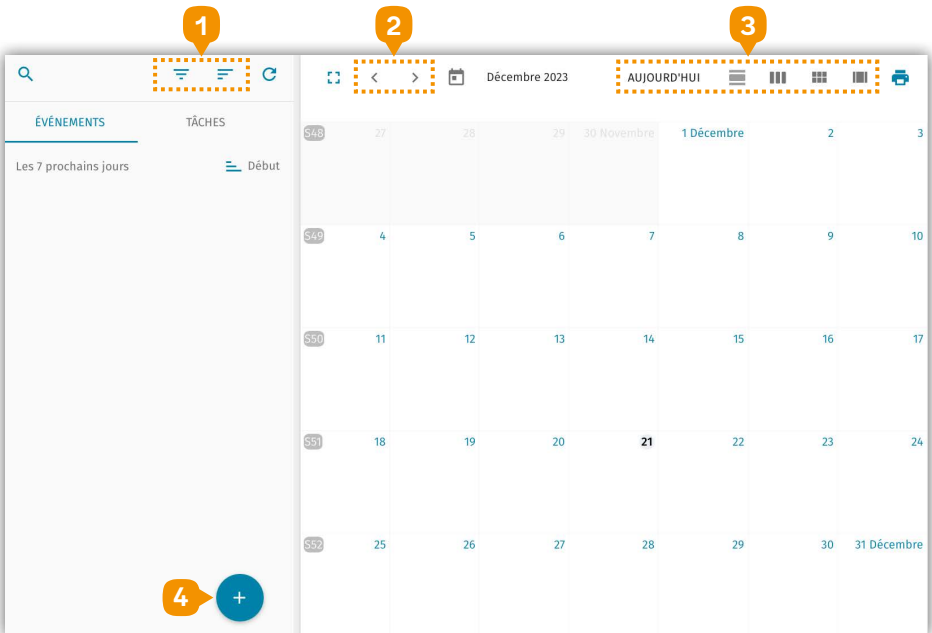 1 2 3
AUJOURD'HUI
Décembre 2023
ÉVÉNEMENTS TÂCHES
Les 7 prochains jours Début
S48 27 28 29 30 Novembre 1 Décembre 2 3
S49 4 5 6 7 8 9 10
S50 11 12 13 14 15 16 17
S51 18 19 20 21 22 23 24
S52 25 26 27 28 29 30 31 Décembre
4 +